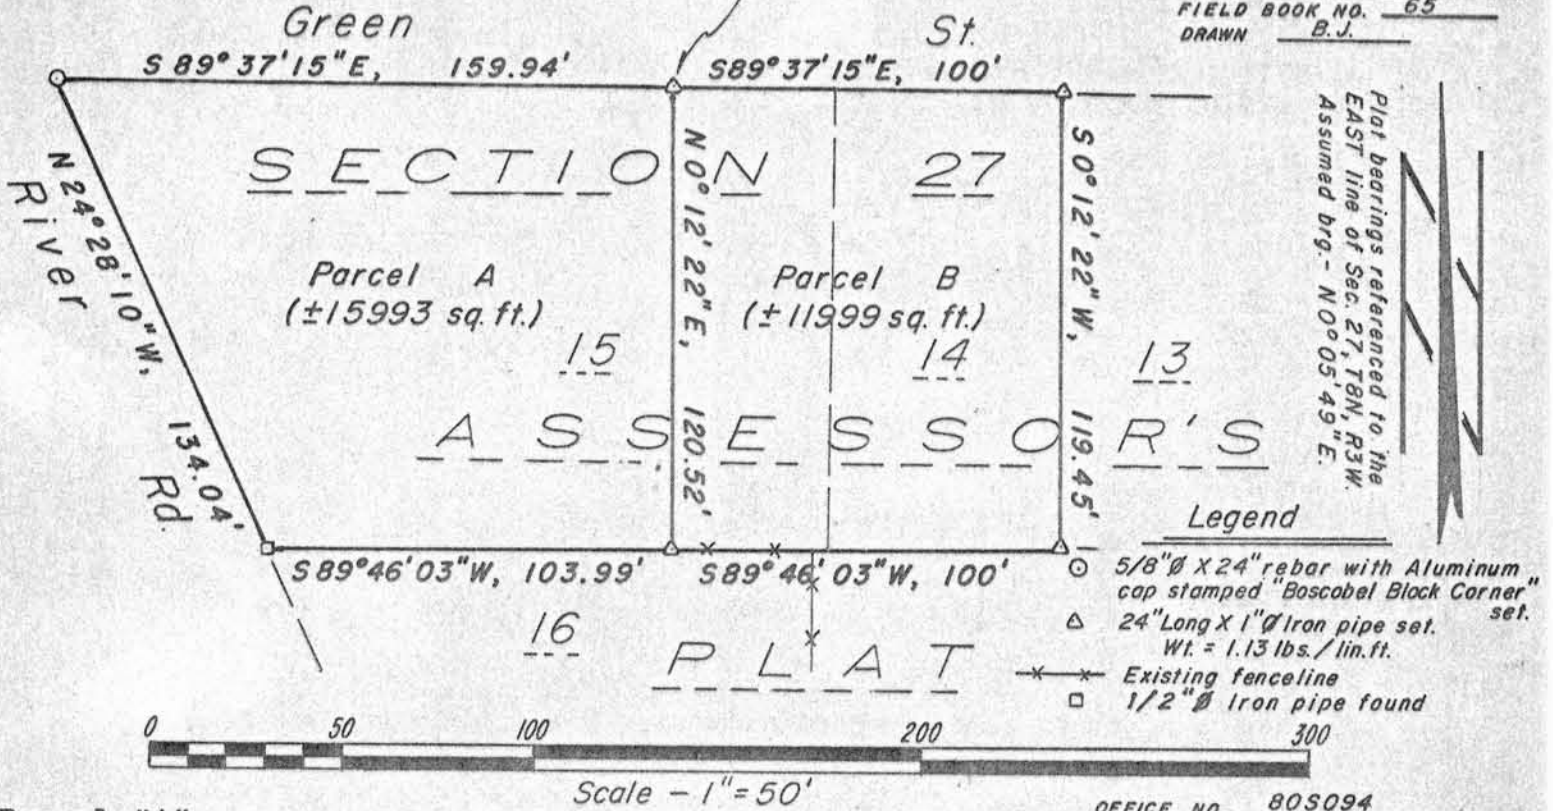 FIELD BOOK NO. 65
DRAWN B.J.
Green St.
S 89° 37' 15" E, 159.94'
S89° 37' 15" E, 100'
N 24° 28' 10" W, 134.04'
River Rd.
SECTION 27
N 0° 12' 22" E, 120.52'
S 0° 12' 22" W, 119.45'
Parcel A
(±15993 sq. ft.)
Parcel B
(±11999 sq. ft.)
15
14
13
ASSESSOR'S
S89° 46' 03" W, 103.99'
S89° 46' 03" W, 100'
16
PLAT
Plat bearings referenced to the
EAST line of Sec. 27, T8N, R3W.
Assumed brg. - N0° 05' 49" E.
N
Legend
5/8"Ø X 24" rebar with Aluminum
cap stamped "Boscobel Block Corner"
set.
24" Long X 1"Ø Iron pipe set.
Wt. = 1.13 lbs./lin.ft.
Existing fenceline
1/2"Ø Iron pipe found
0 50 100 200 300
Scale - 1" = 50'
OFFICE NO. 80S094